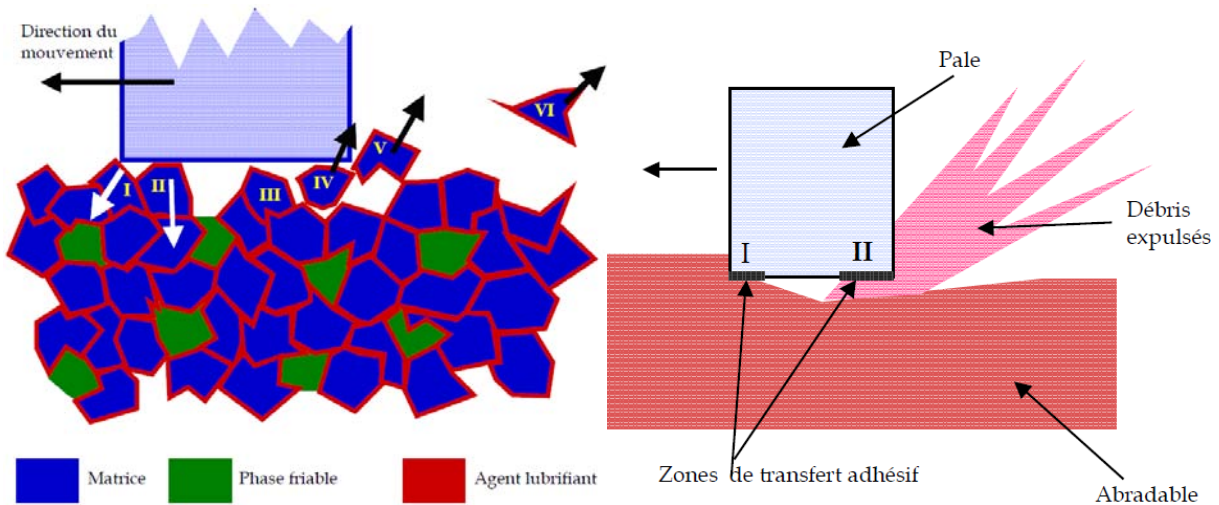 Direction du
mouvement
I
II
III
IV
V
VI
Matrice
Phase friable
Agent lubrifiant
Pale
I
II
Débris
expulsés
Zones de transfert adhésif
Abradable